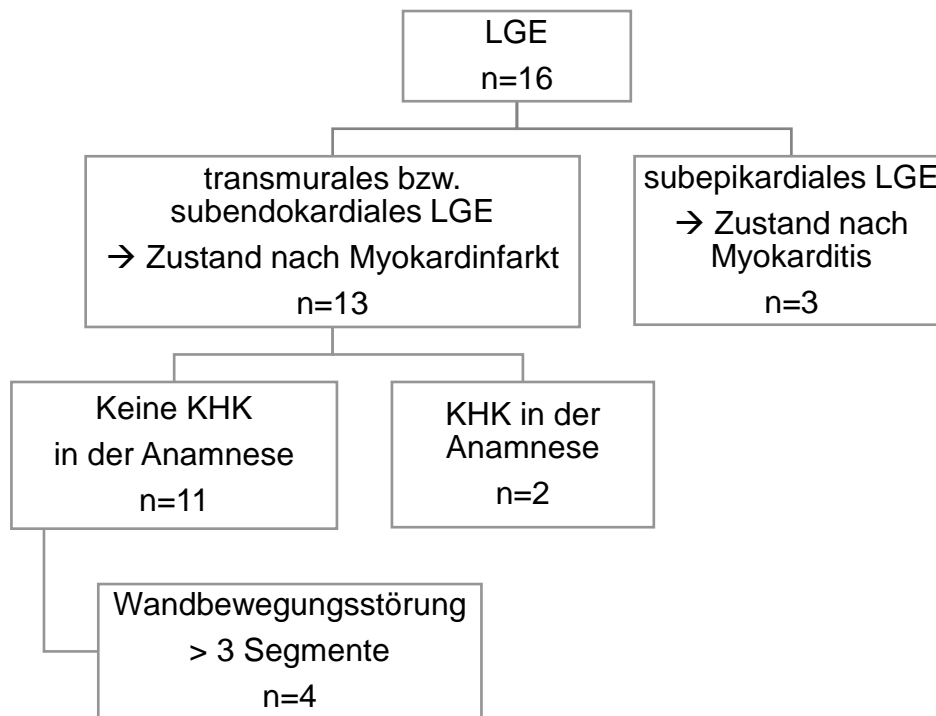 LGE
n=16
transmurales bzw.
subendokardiales LGE
→ Zustand nach Myokardinfarkt
n=13
subepikardiales LGE
→ Zustand nach
Myokarditis
n=3
Keine KHK
in der Anamnese
n=11
KHK in der
Anamnese
n=2
Wandbewegungsstörung
> 3 Segmente
n=4